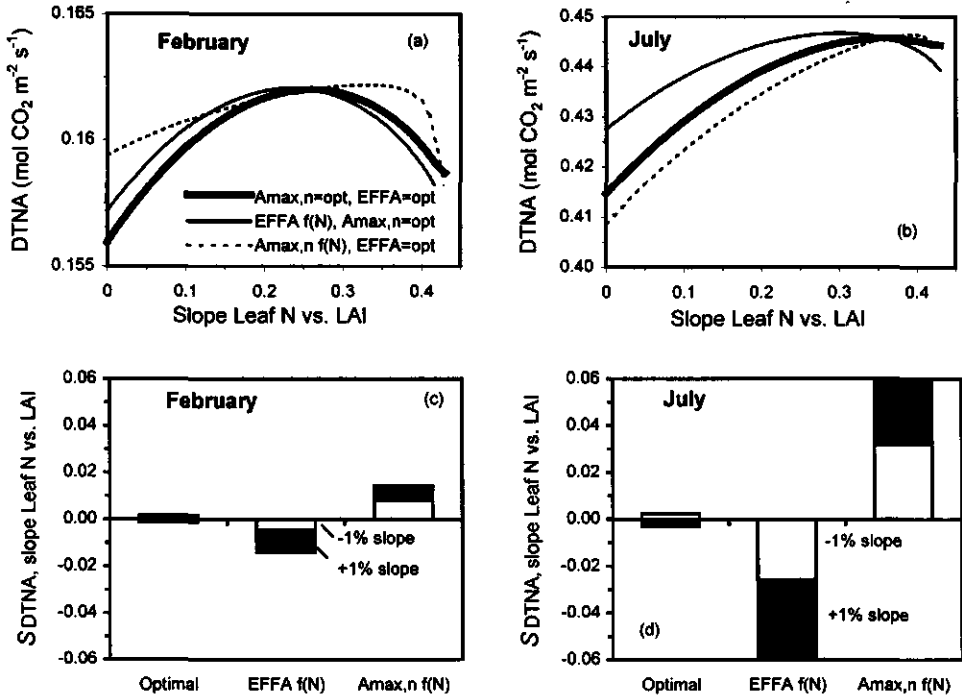 0.165
February
(a)
DTNA (mol CO2 m-2 s-1)
0.16
Amax,n=opt, EFFA=opt
EFFA f(N), Amax,n=opt
Amax,n f(N), EFFA=opt
0.155
0 0.1 0.2 0.3 0.4
Slope Leaf N vs. LAI
0.45
July
0.44
DTNA (mol CO2 m-2 s-1)
0.43
0.42
0.41
(b)
0.40
0 0.1 0.2 0.3 0.4
Slope Leaf N vs. LAI
0.06
February
(c)
0.04
SDTNA, slope Leaf N vs. LAI
0.02
0.00
-1% slope
-0.02
+1% slope
-0.04
-0.06
Optimal EFFA f(N) Amax,n f(N)
0.06
July
0.04
SDTNA, slope Leaf N vs. LAI
0.02
0.00
-1% slope
-0.02
-0.04
+1% slope
(d)
-0.06
Optimal EFFA f(N) Amax,n f(N)